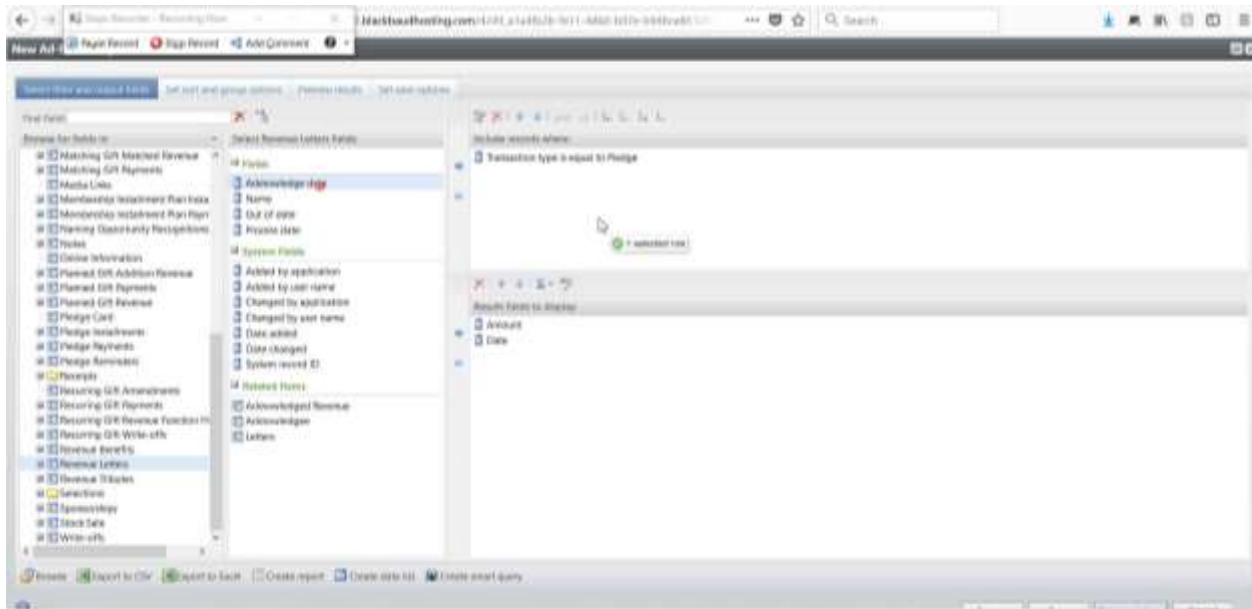 Steps Recorder - Recording Now
blackbaudhosting.com
Search
New Ad-
Pause Record Stop Record Add Comment
Select filter and output fields Set sort and group options Preview results Set save options
Find field:
Browse for fields in:
Matching Gift Matched Revenue
Matching Gift Payments
Media Links
Membership Installment Plan
Membership Installment Plan
Naming Opportunity Recognitions
Notes
Online Information
Planned Gift Addition Revenue
Planned Gift Payments
Planned Gift Revenue
Pledge Card
Pledge Installments
Pledge Payments
Pledge Reminders
Receipts
Recurring Gift Amendments
Recurring Gift Payments
Recurring Gift Revenue Function
Recurring Gift Write-offs
Revenue Benefits
Revenue Letters
Revenue Tributes
Selections
Sponsorships
Stock Sale
Write-offs
Select Revenue Letters Fields
Fields
Acknowledge date
Name
Out of date
Process date
System Fields
Added by application
Added by user name
Changed by application
Changed by user name
Date added
Date changed
System record ID
Related Items
Acknowledged Revenue
Acknowledgee
Letters
Include records where:
Transaction type is equal to Pledge
1 selected row
Results fields to display:
Amount
Date
Browse Export to CSV Export to Excel Create report Create data list Create smart query